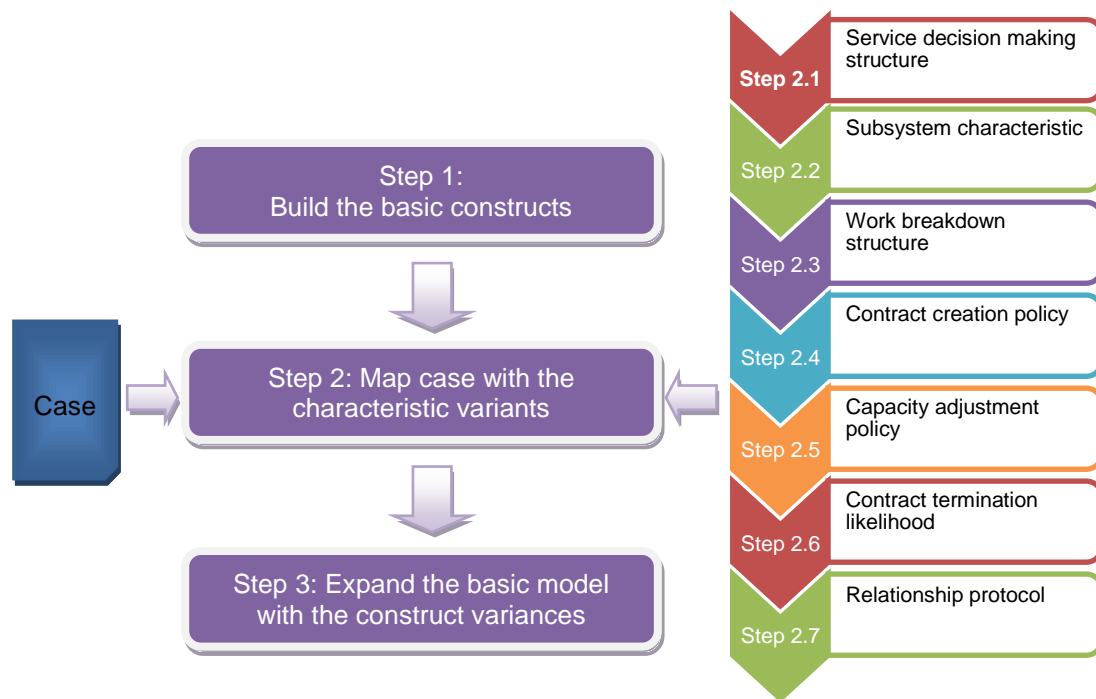 Step 1:
Build the basic constructs
Case
Step 2: Map case with the
characteristic variants
Step 3: Expand the basic model
with the construct variances
Step 2.1
Service decision making
structure
Step 2.2
Subsystem characteristic
Step 2.3
Work breakdown
structure
Step 2.4
Contract creation policy
Step 2.5
Capacity adjustment
policy
Step 2.6
Contract termination
likelihood
Step 2.7
Relationship protocol